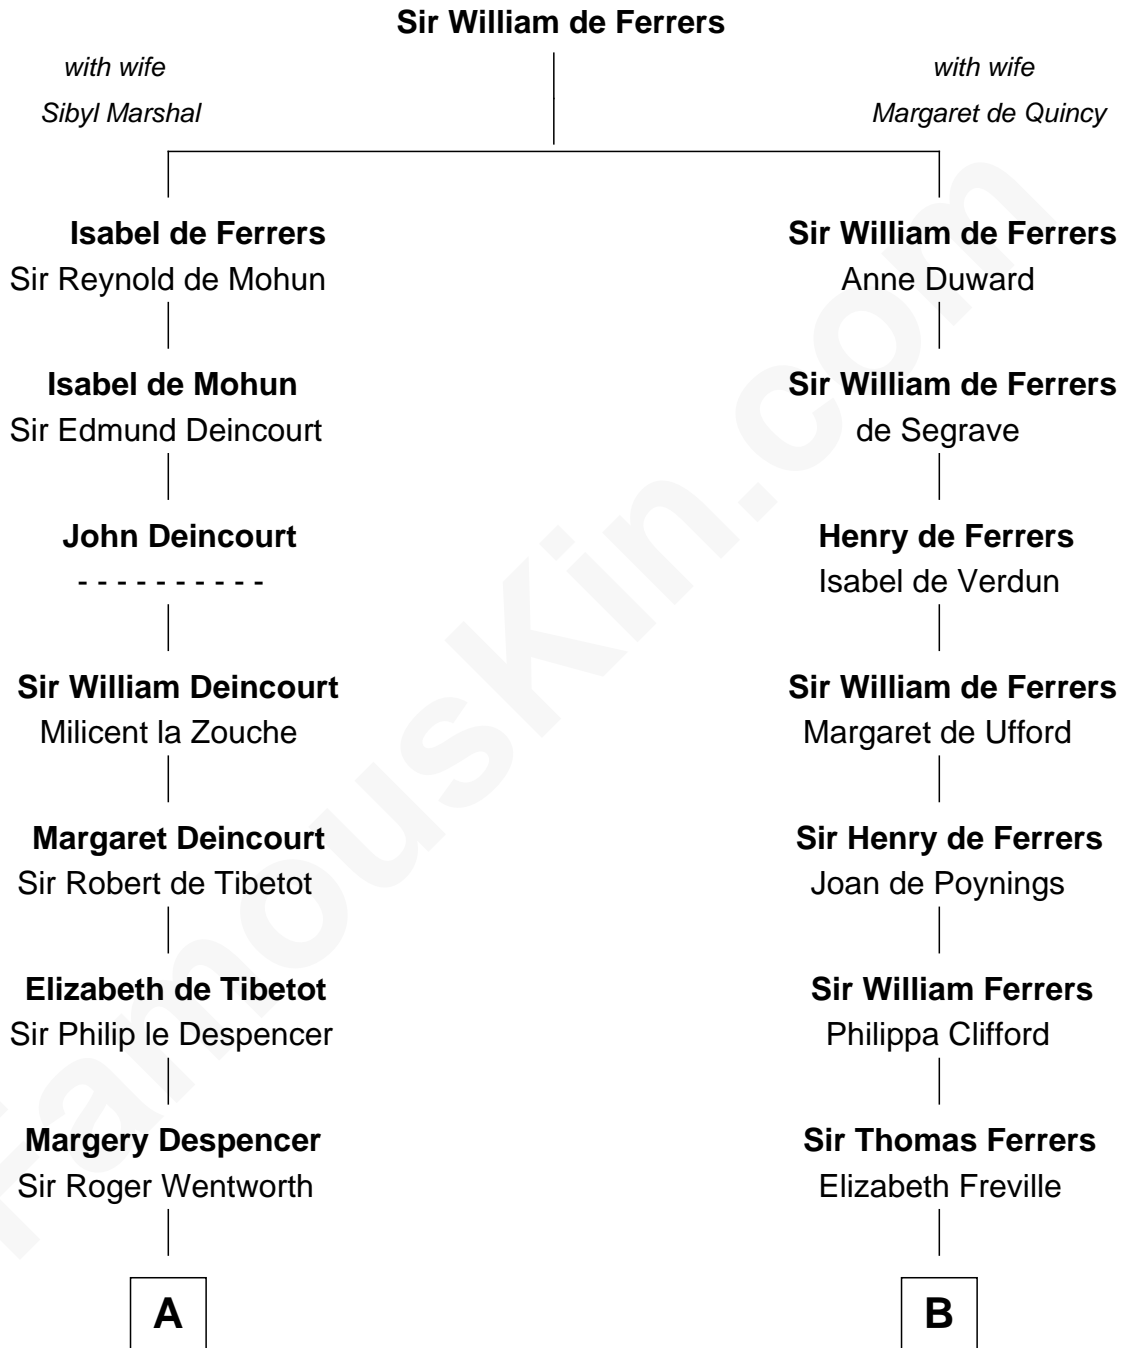 Sir William de Ferrers
with wife
Sibyl Marshal
with wife
Margaret de Quincy
Isabel de Ferrers
Sir Reynold de Mohun
Sir William de Ferrers
Anne Duward
Isabel de Mohun
Sir Edmund Deincourt
Sir William de Ferrers
de Segrave
John Deincourt
- - - - - - - - - -
Henry de Ferrers
Isabel de Verdun
Sir William Deincourt
Milicent la Zouche
Sir William de Ferrers
Margaret de Ufford
Margaret Deincourt
Sir Robert de Tibetot
Sir Henry de Ferrers
Joan de Poynings
Elizabeth de Tibetot
Sir Philip le Despencer
Sir William Ferrers
Philippa Clifford
Margery Despencer
Sir Roger Wentworth
Sir Thomas Ferrers
Elizabeth Freville
A
B
FamousKin.com